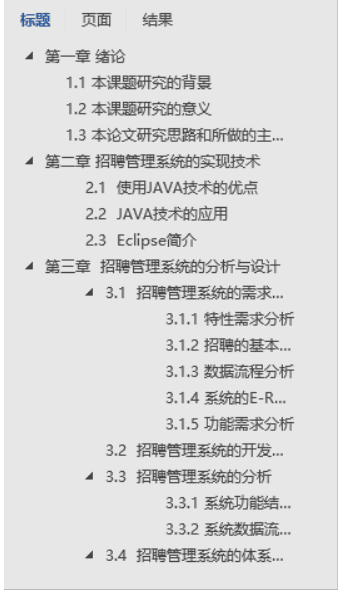 标题 页面 结果
第一章 绪论
1.1 本课题研究的背景
1.2 本课题研究的意义
1.3 本论文研究思路和所做的主...
第二章 招聘管理系统的实现技术
2.1 使用JAVA技术的优点
2.2 JAVA技术的应用
2.3 Eclipse简介
第三章 招聘管理系统的分析与设计
3.1 招聘管理系统的需求...
3.1.1 特性需求分析
3.1.2 招聘的基本...
3.1.3 数据流程分析
3.1.4 系统的E-R...
3.1.5 功能需求分析
3.2 招聘管理系统的开发...
3.3 招聘管理系统的分析
3.3.1 系统功能结...
3.3.2 系统数据流...
3.4 招聘管理系统的体系...